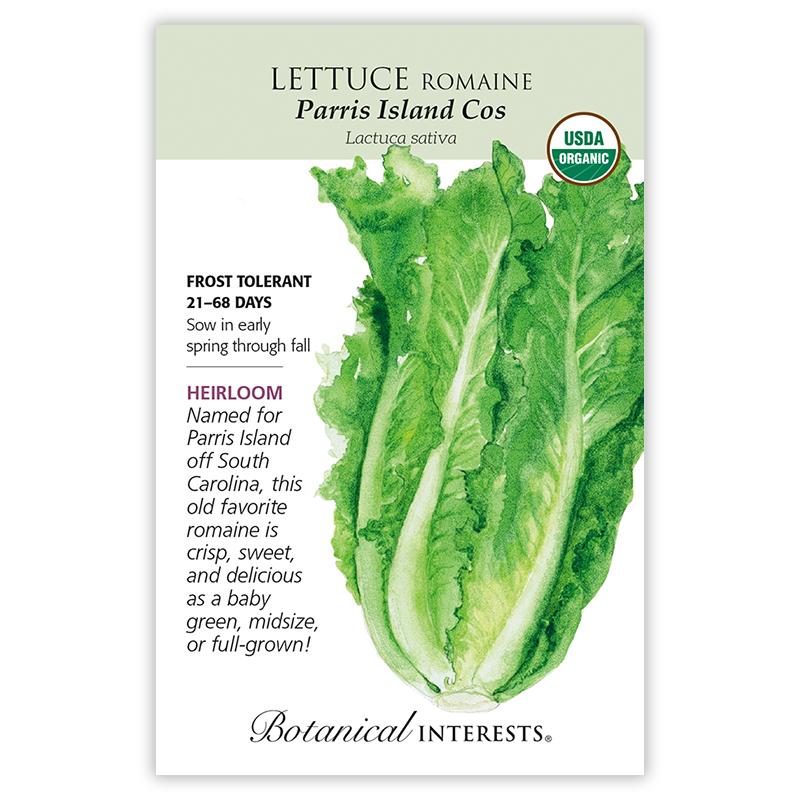 LETTUCE ROMAINE
Parris Island Cos
Lactuca sativa
USDA
ORGANIC
FROST TOLERANT
21–68 DAYS
Sow in early
spring through fall
HEIRLOOM
Named for
Parris Island
off South
Carolina, this
old favorite
romaine is
crisp, sweet,
and delicious
as a baby
green, midsize,
or full-grown!
Botanical INTERESTS®